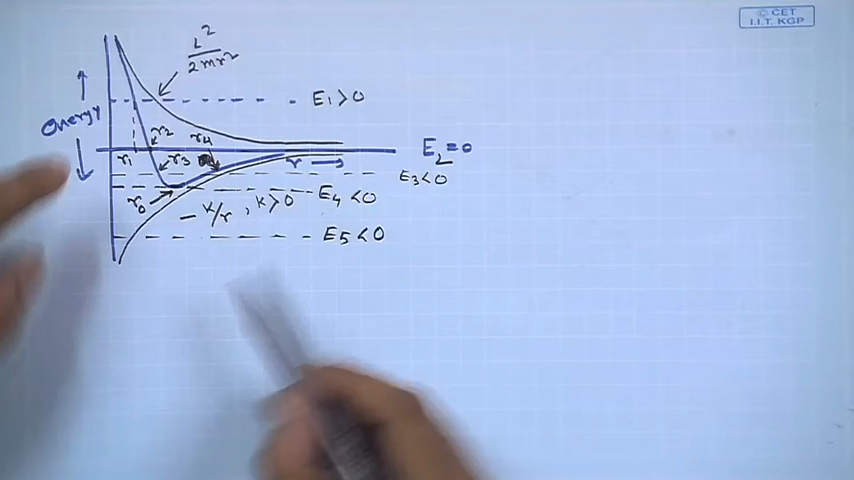 © CET
I.I.T. KGP
L²
2mr²
E₁ > 0
energy
r₂
r₄
E₂ = 0
r₁
r₃
r →
E₃ < 0
r₀
E₄ < 0
- k/r , k > 0
E₅ < 0